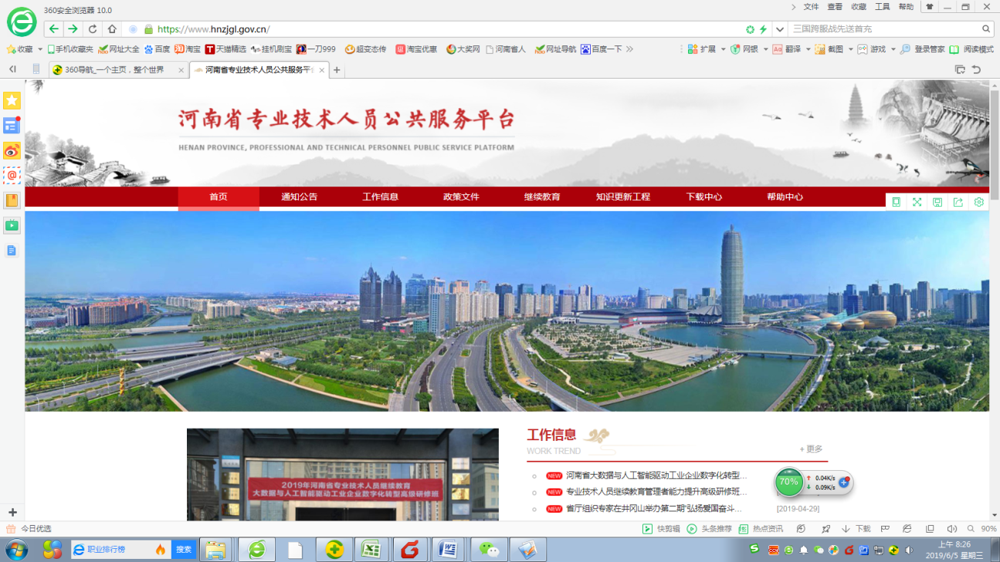 360安全浏览器 10.0
文件 查看 收藏 工具 帮助
https://www.hnzjgl.gov.cn/
三国跨服战先送首充
收藏 手机收藏夹 网址大全 百度 淘宝 天猫精选 挂机刷宝 一刀999 超变态传 淘宝优惠 大奖网 河南省人 网址导航 百度一下 扩展 网银 翻译 截图 游戏 登录管家 阅读模式
360导航_一个主页，整个世界
河南省专业技术人员公共服务平台
河南省专业技术人员公共服务平台
HENAN PROVINCE, PROFESSIONAL AND TECHNICAL PERSONNEL PUBLIC SERVICE PLATFORM
首页 通知公告 工作信息 政策文件 继续教育 知识更新工程 下载中心 帮助中心
2019年河南省专业技术人员继续教育
大数据与人工智能驱动工业企业数字化转型高级研修班
工作信息
WORK TREND
+ 更多
NEW 河南省大数据与人工智能驱动工业企业数字化转型…
NEW 专业技术人员继续教育管理者能力提升高级研修班…
NEW 省厅组织专家在井冈山举办第二期“弘扬爱国奋斗…
[2019-04-29]
70%
0.04K/s
0.09K/s
今日优选
快剪辑 头条推荐 热点资讯 下载 90%
职业排行榜 搜索
上午 8:26
2019/6/5 星期三